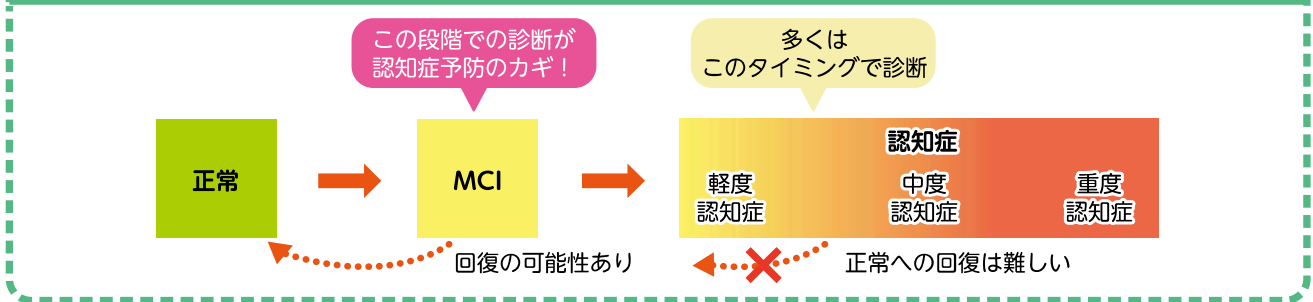 この段階での診断が
認知症予防のカギ！
多くは
このタイミングで診断
正常
MCI
認知症
軽度
認知症
中度
認知症
重度
認知症
回復の可能性あり
正常への回復は難しい